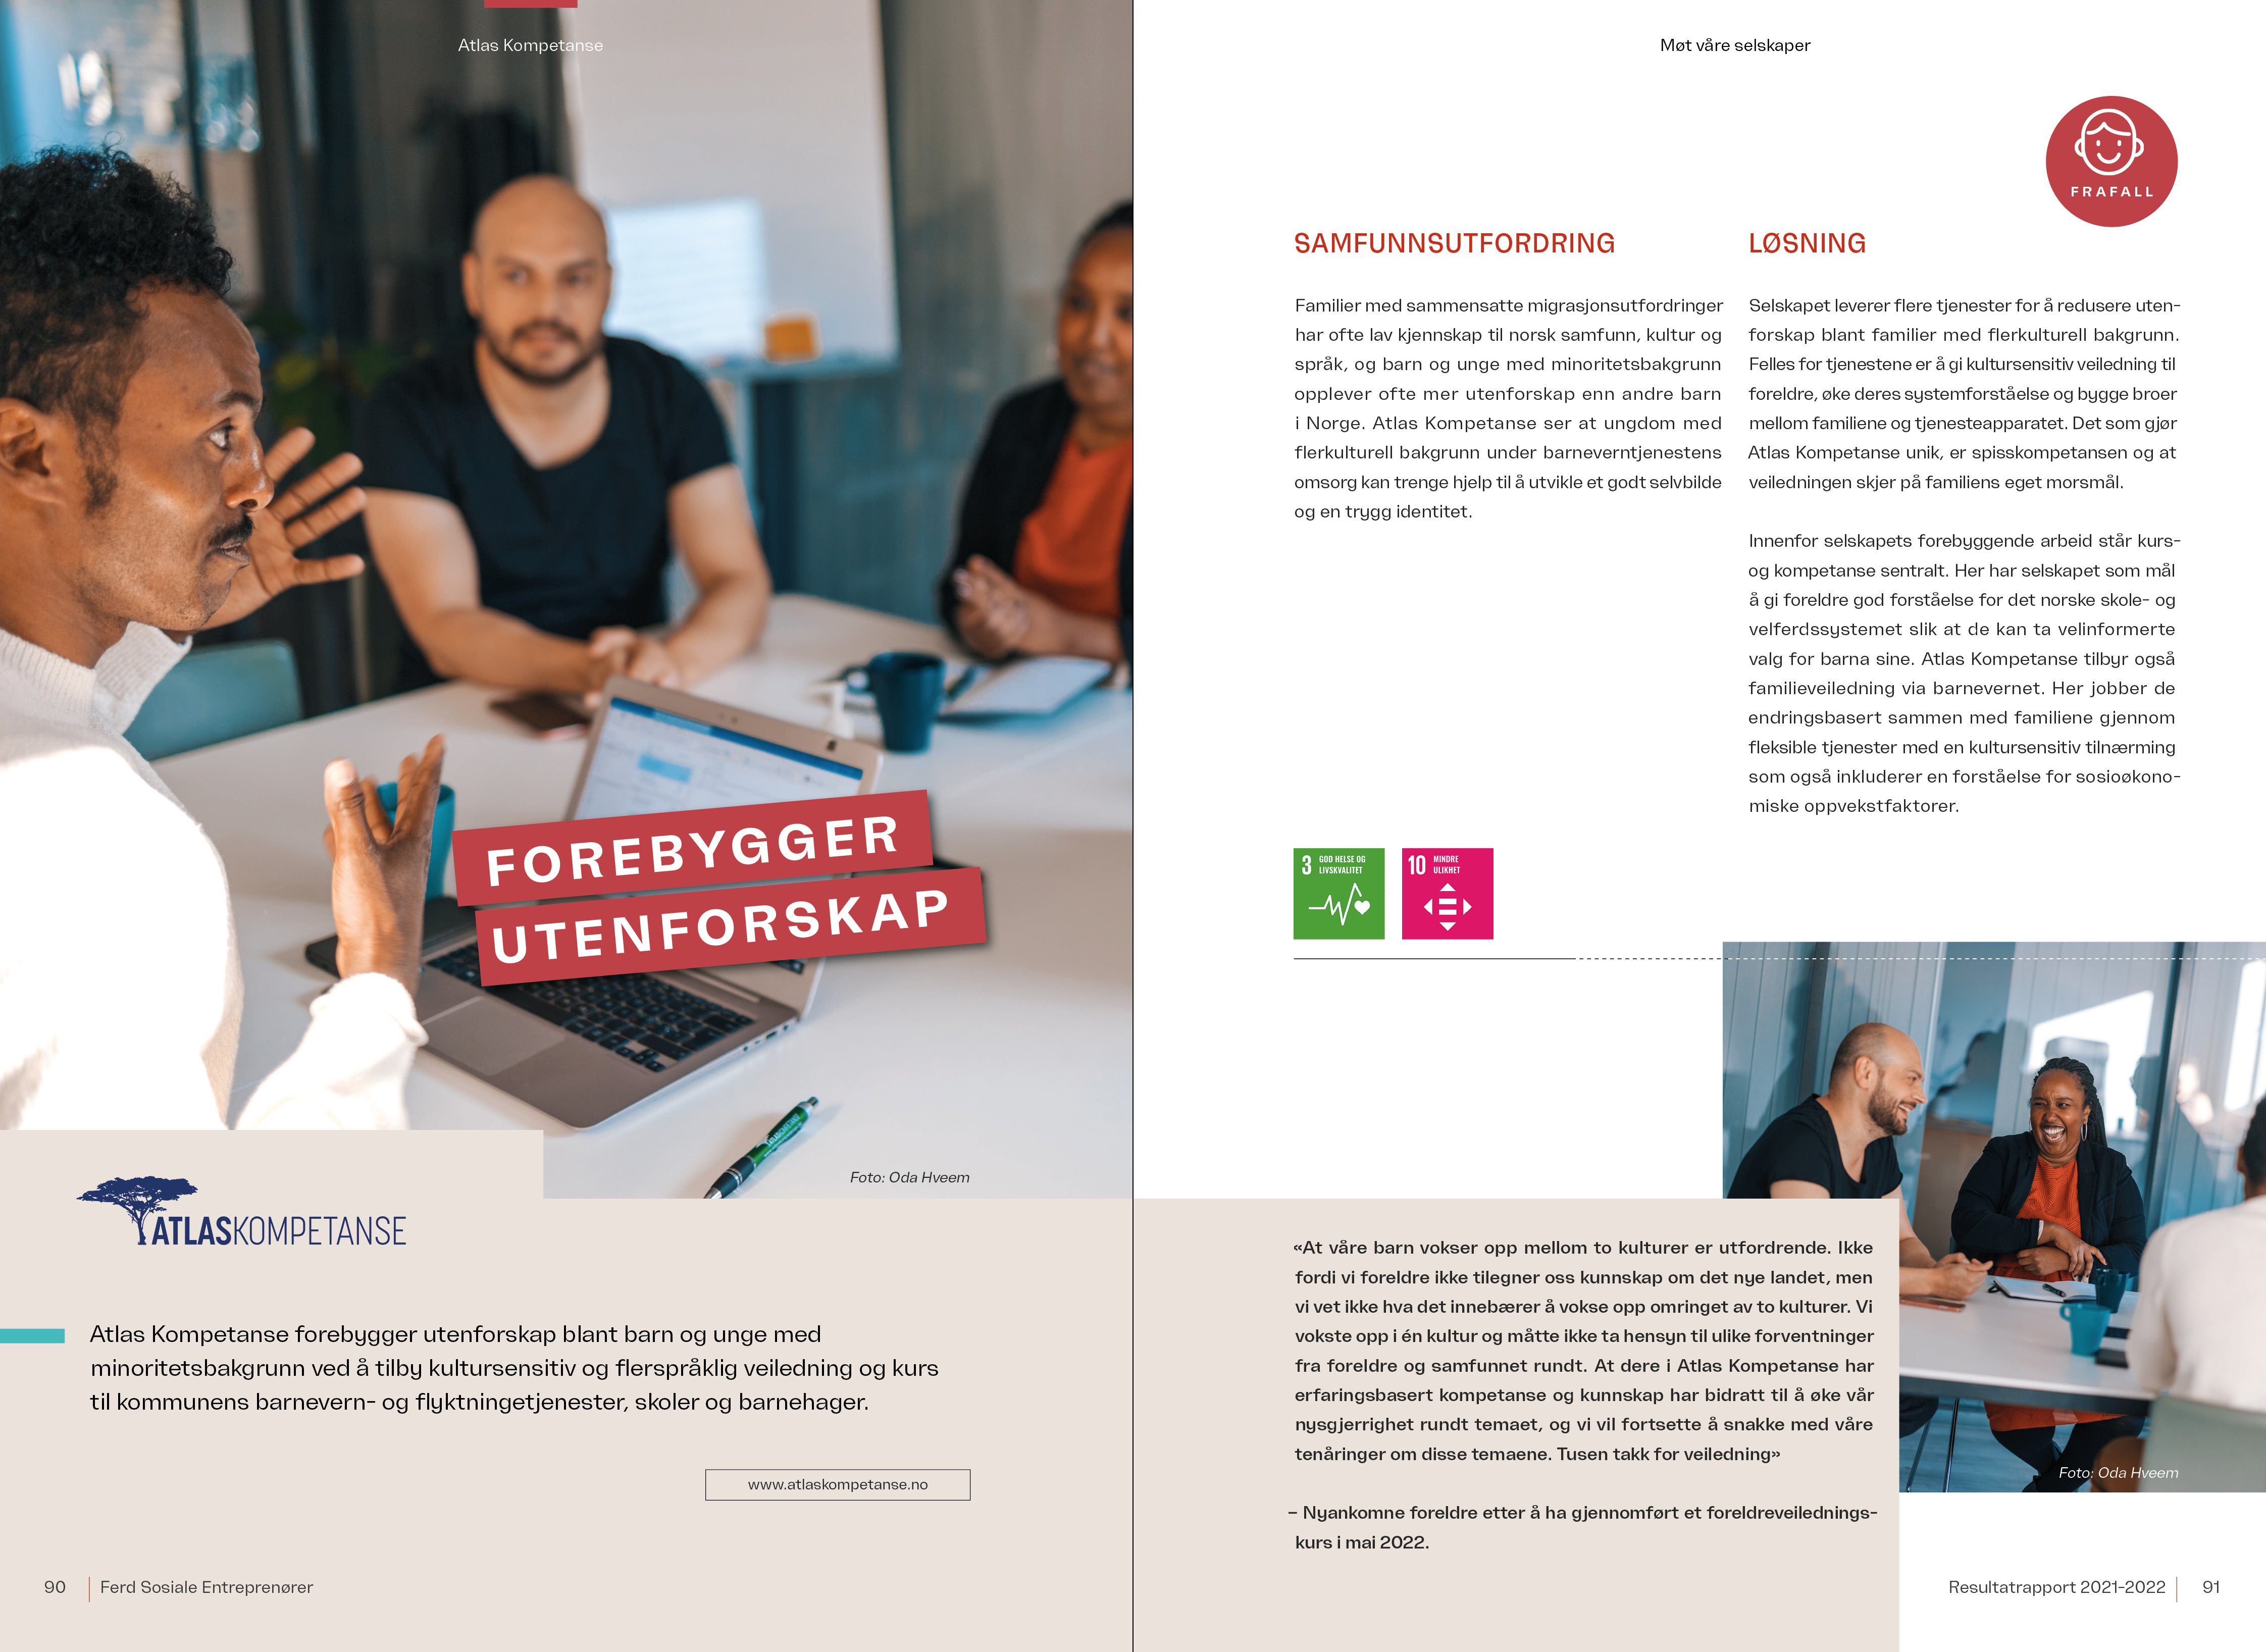 Atlas Kompetanse
FOREBYGGER
UTENFORSKAP
Foto: Oda Hveem
ATLASKOMPETANSE
Atlas Kompetanse forebygger utenforskap blant barn og unge med
minoritetsbakgrunn ved å tilby kultursensitiv og flerspråklig veiledning og kurs
til kommunens barnevern- og flyktningetjenester, skoler og barnehager.
www.atlaskompetanse.no
90
Ferd Sosiale Entreprenører
Møt våre selskaper
FRAFALL
SAMFUNNSUTFORDRING
Familier med sammensatte migrasjonsutfordringer
har ofte lav kjennskap til norsk samfunn, kultur og
språk, og barn og unge med minoritetsbakgrunn
opplever ofte mer utenforskap enn andre barn
i Norge. Atlas Kompetanse ser at ungdom med
flerkulturell bakgrunn under barneverntjenestens
omsorg kan trenge hjelp til å utvikle et godt selvbilde
og en trygg identitet.
LØSNING
Selskapet leverer flere tjenester for å redusere uten-
forskap blant familier med flerkulturell bakgrunn.
Felles for tjenestene er å gi kultursensitiv veiledning til
foreldre, øke deres systemforståelse og bygge broer
mellom familiene og tjenesteapparatet. Det som gjør
Atlas Kompetanse unik, er spisskompetansen og at
veiledningen skjer på familiens eget morsmål.
Innenfor selskapets forebyggende arbeid står kurs-
og kompetanse sentralt. Her har selskapet som mål
å gi foreldre god forståelse for det norske skole- og
velferdssystemet slik at de kan ta velinformerte
valg for barna sine. Atlas Kompetanse tilbyr også
familieveiledning via barnevernet. Her jobber de
endringsbasert sammen med familiene gjennom
fleksible tjenester med en kultursensitiv tilnærming
som også inkluderer en forståelse for sosioøkono-
miske oppvekstfaktorer.
3 GOD HELSE OG
LIVSKVALITET
10 MINDRE
ULIKHET
«At våre barn vokser opp mellom to kulturer er utfordrende. Ikke
fordi vi foreldre ikke tilegner oss kunnskap om det nye landet, men
vi vet ikke hva det innebærer å vokse opp omringet av to kulturer. Vi
vokste opp i én kultur og måtte ikke ta hensyn til ulike forventninger
fra foreldre og samfunnet rundt. At dere i Atlas Kompetanse har
erfaringsbasert kompetanse og kunnskap har bidratt til å øke vår
nysgjerrighet rundt temaet, og vi vil fortsette å snakke med våre
tenåringer om disse temaene. Tusen takk for veiledning»
– Nyankomne foreldre etter å ha gjennomført et foreldreveilednings-
kurs i mai 2022.
Foto: Oda Hveem
Resultatrapport 2021-2022
91